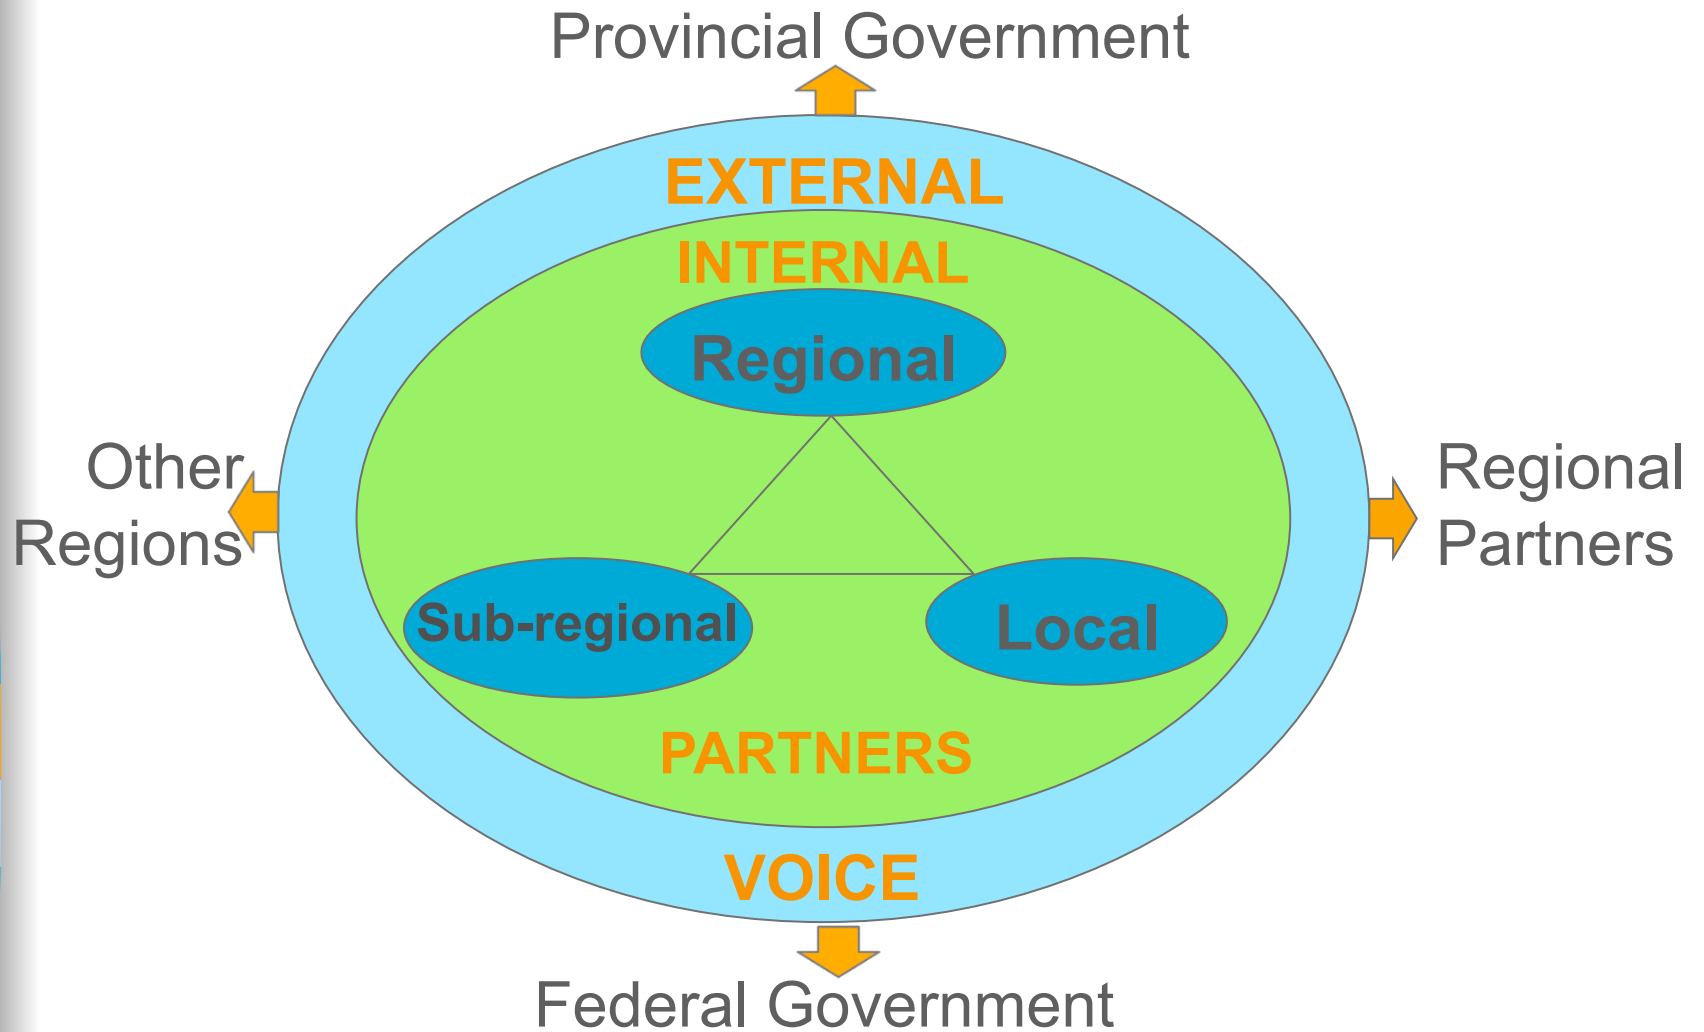 Provincial Government
EXTERNAL
INTERNAL
Regional
Other
Regions
Regional
Partners
Sub-regional
Local
PARTNERS
VOICE
Federal Government